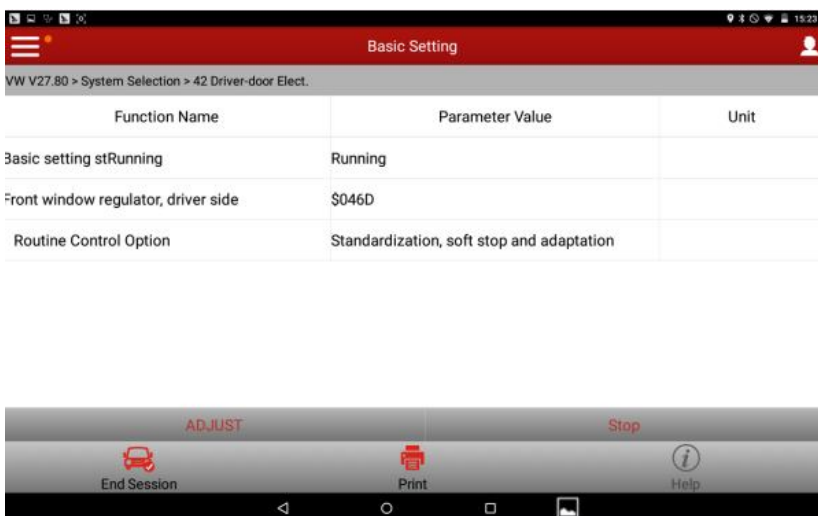 15:23
Basic Setting
VW V27.80 > System Selection > 42 Driver-door Elect.
Function Name Parameter Value Unit
Basic setting stRunning Running
Front window regulator, driver side $046D
Routine Control Option Standardization, soft stop and adaptation
ADJUST Stop
End Session Print Help